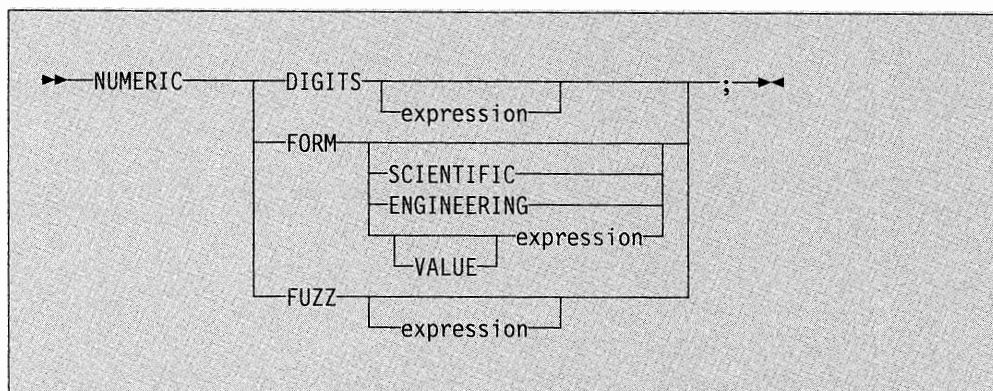 NUMERIC DIGITS ;
expression
FORM
SCIENTIFIC
ENGINEERING
expression
VALUE
FUZZ
expression